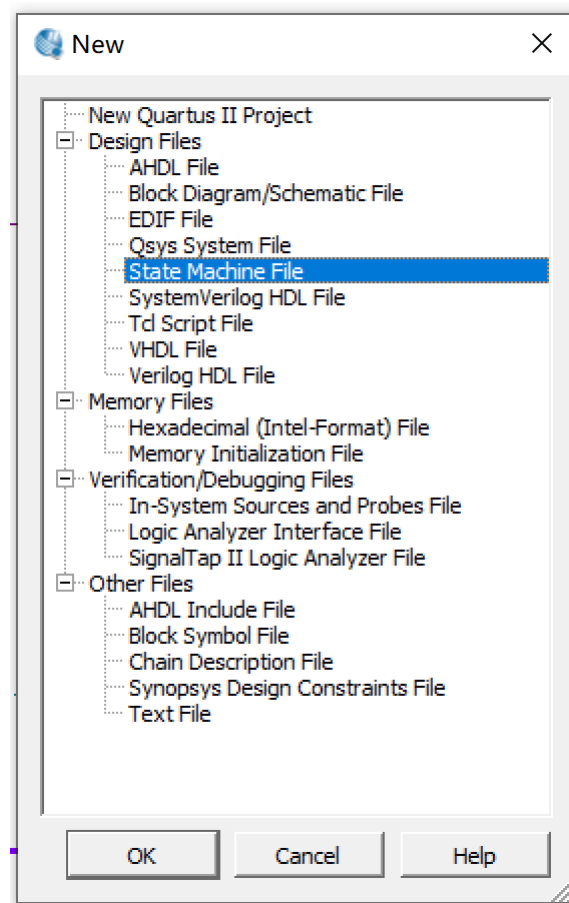 New
New Quartus II Project
Design Files
AHDL File
Block Diagram/Schematic File
EDIF File
Qsys System File
State Machine File
SystemVerilog HDL File
Tcl Script File
VHDL File
Verilog HDL File
Memory Files
Hexadecimal (Intel-Format) File
Memory Initialization File
Verification/Debugging Files
In-System Sources and Probes File
Logic Analyzer Interface File
SignalTap II Logic Analyzer File
Other Files
AHDL Include File
Block Symbol File
Chain Description File
Synopsys Design Constraints File
Text File
OK Cancel Help